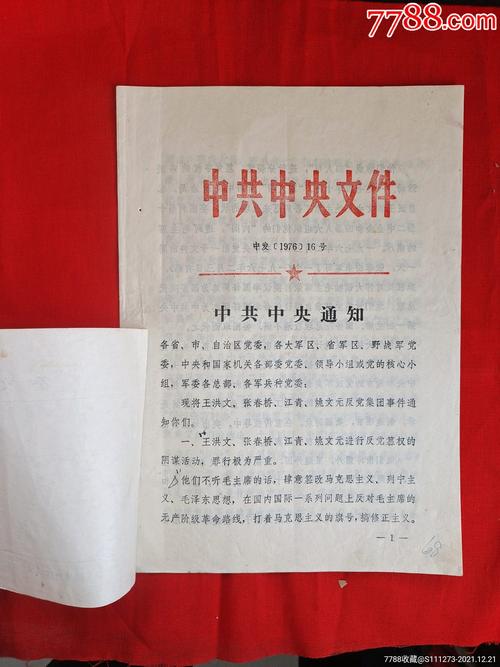 7788.com
中国收藏热线
中共中央文件
中发〔1976〕16号
中共中央通知
各省、市、自治区党委，各大军区、省军区、野战军党
委，中央和国家机关各部委党委、领导小组或党的核心小
组，军委各总部、各军兵种党委：
现将王洪文、张春桥、江青、姚文元反党集团事件通
知你们。
一、王洪文、张春桥、江青、姚文元进行反党篡权的
阴谋活动，罪行极为严重。
他们不听毛主席的话，肆意篡改马克思主义、列宁主
义、毛泽东思想，在国内国际一系列问题上反对毛主席的
无产阶级革命路线，打着马克思主义的旗号，搞修正主义。
—1—
68
7788收藏@S111273-2021.12.21